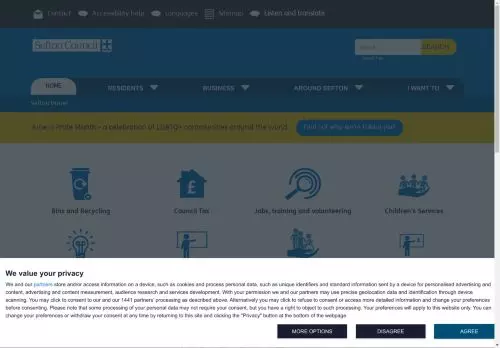 Contact Accessibility help Languages Sitemap Listen and translate
Sefton Council
Search
SEARCH
HOME RESIDENTS BUSINESS AROUND SEFTON I WANT TO
Sefton Home
June is Pride Month – a celebration of LGBTQ+ communities around the world.
Bins and Recycling Council Tax Jobs, training and volunteering Children's Services
We value your privacy
We and our partners store and/or access information on a device, such as cookies and process personal data, such as unique identifiers and standard information sent by a device for personalised advertising and
content, advertising and content measurement, audience research and services development. With your permission we and our partners may use precise geolocation data and identification through device
scanning. You may click to consent to our and our 1441 partners' processing as described above. Alternatively you may click to refuse to consent or access more detailed information and change your preferences
before consenting. Please note that some processing of your personal data may not require your consent, but you have a right to object to such processing. Your preferences will apply to this website only. You can
change your preferences or withdraw your consent at any time by returning to this site and clicking the "Privacy" button at the bottom of the webpage.
MORE OPTIONS DISAGREE AGREE